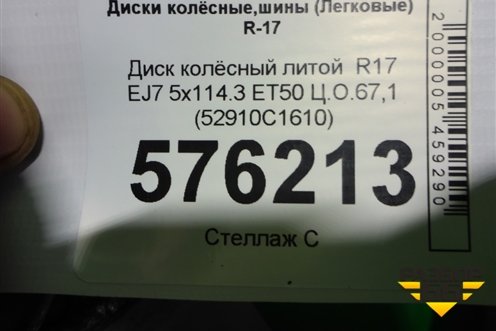 Диски колёсные,шины (Легковые)
R-17
Диск колёсный литой R17
EJ7 5x114.3 ET50 Ц.О.67,1
(52910C1610)
576213
Стеллаж С
2000005459290